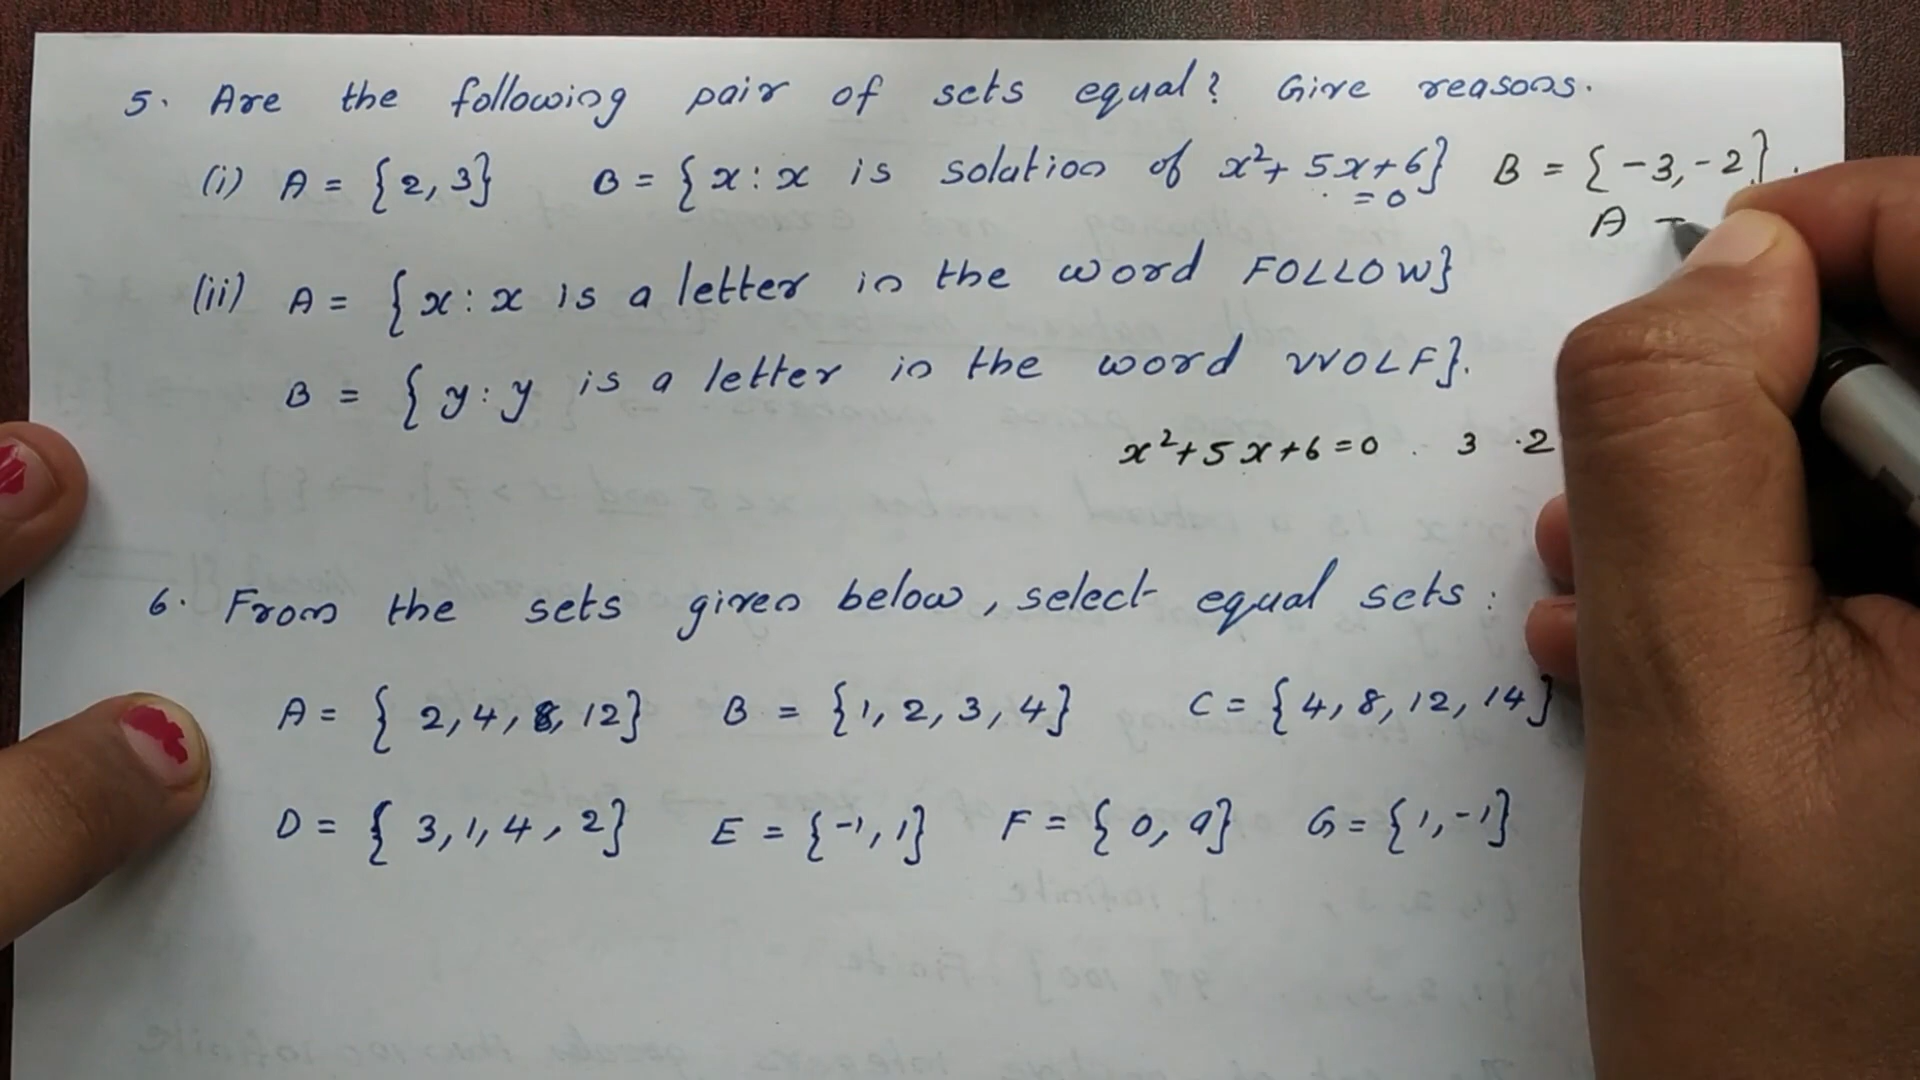 5. Are the following pair of sets equal? Give reasons.
(i) A = {2, 3} B = {x : x is solution of x²+ 5x+6} B = {-3, -2}.
= 0
A
(ii) A = {x : x is a letter in the word FOLLOW}
B = {y : y is a letter in the word WOLF}.
x²+5x+6=0 3 2
6. From the sets given below, select equal sets:
A = {2, 4, 8, 12} B = {1, 2, 3, 4} C = {4, 8, 12, 14}
D = {3, 1, 4, 2} E = {-1, 1} F = {0, a} G = {1, -1}